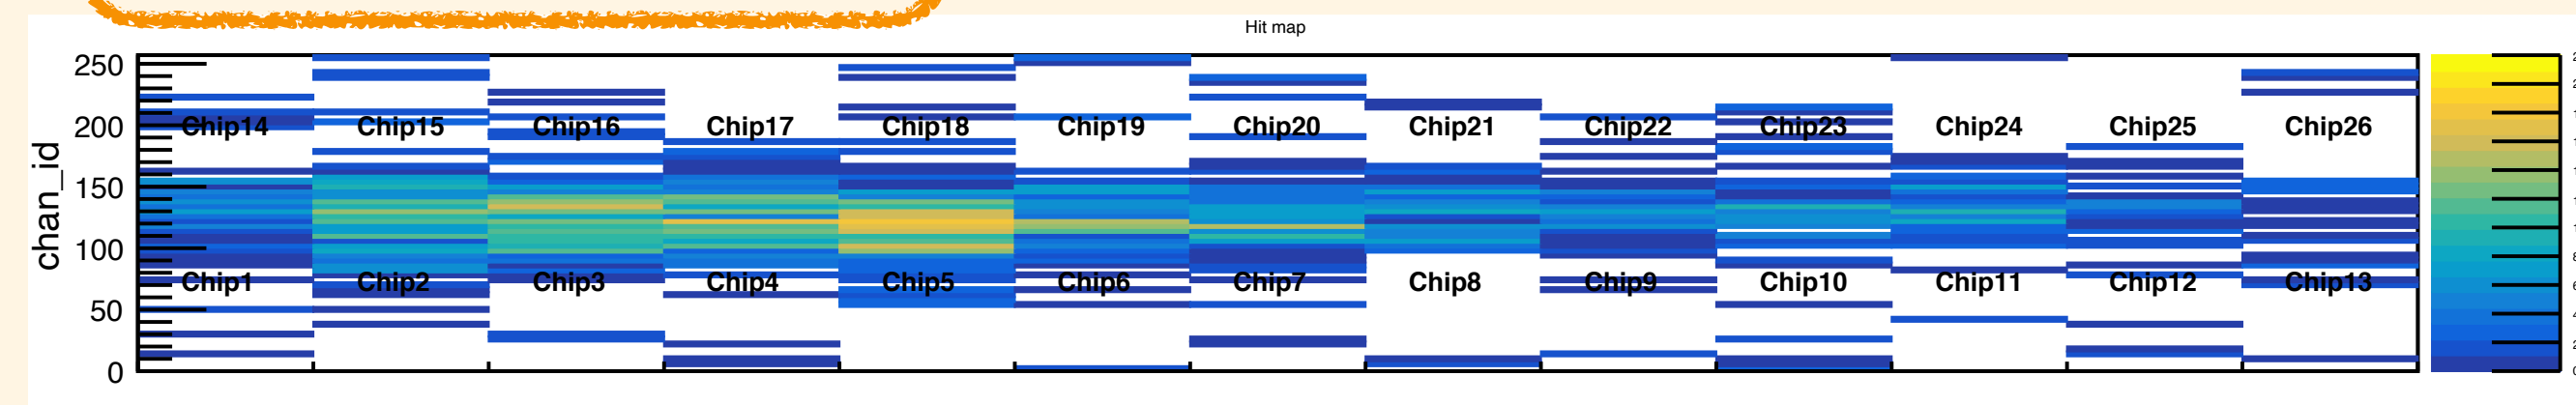 Hit map
chan_id
250
200
150
100
50
0
Chip14 Chip15 Chip16 Chip17 Chip18 Chip19 Chip20 Chip21 Chip22 Chip23 Chip24 Chip25 Chip26
Chip1 Chip2 Chip3 Chip4 Chip5 Chip6 Chip7 Chip8 Chip9 Chip10 Chip11 Chip12 Chip13